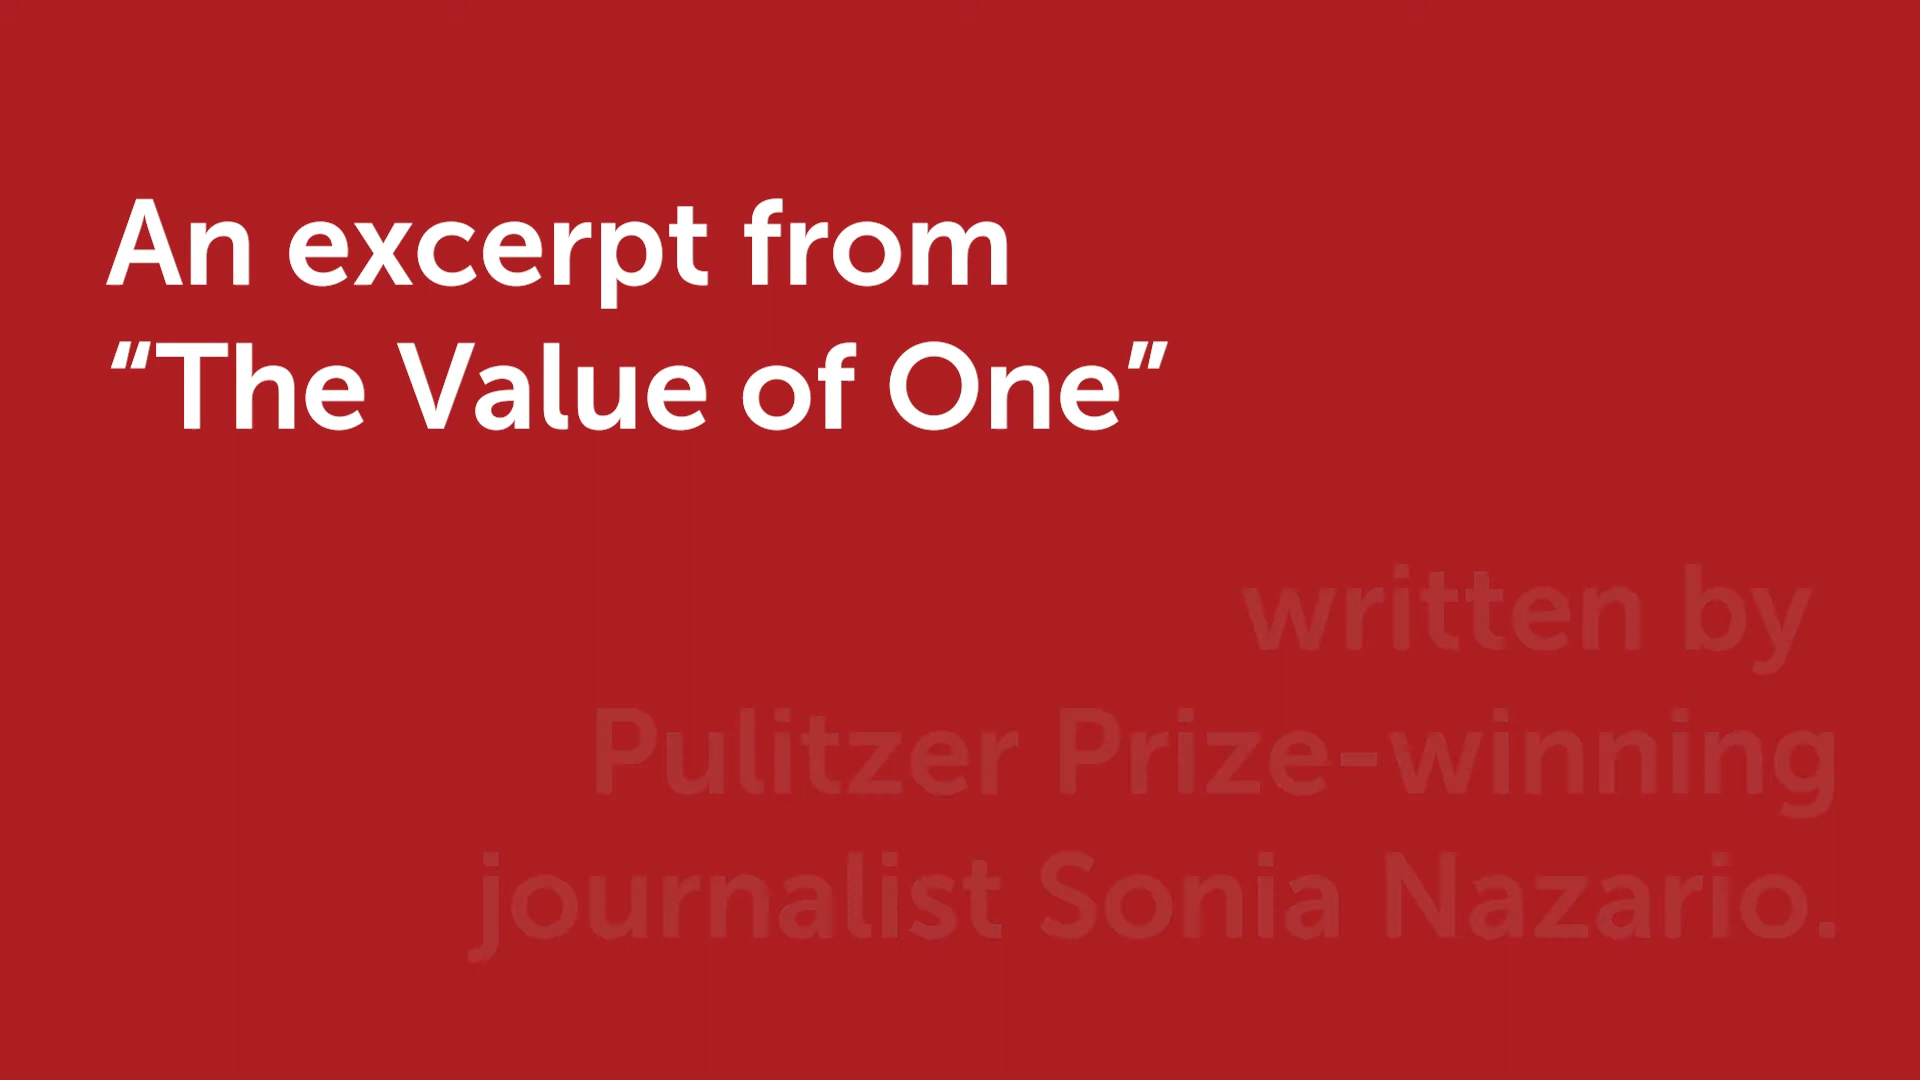 An excerpt from
“The Value of One”
written by
Pulitzer Prize-winning
journalist Sonia Nazario.